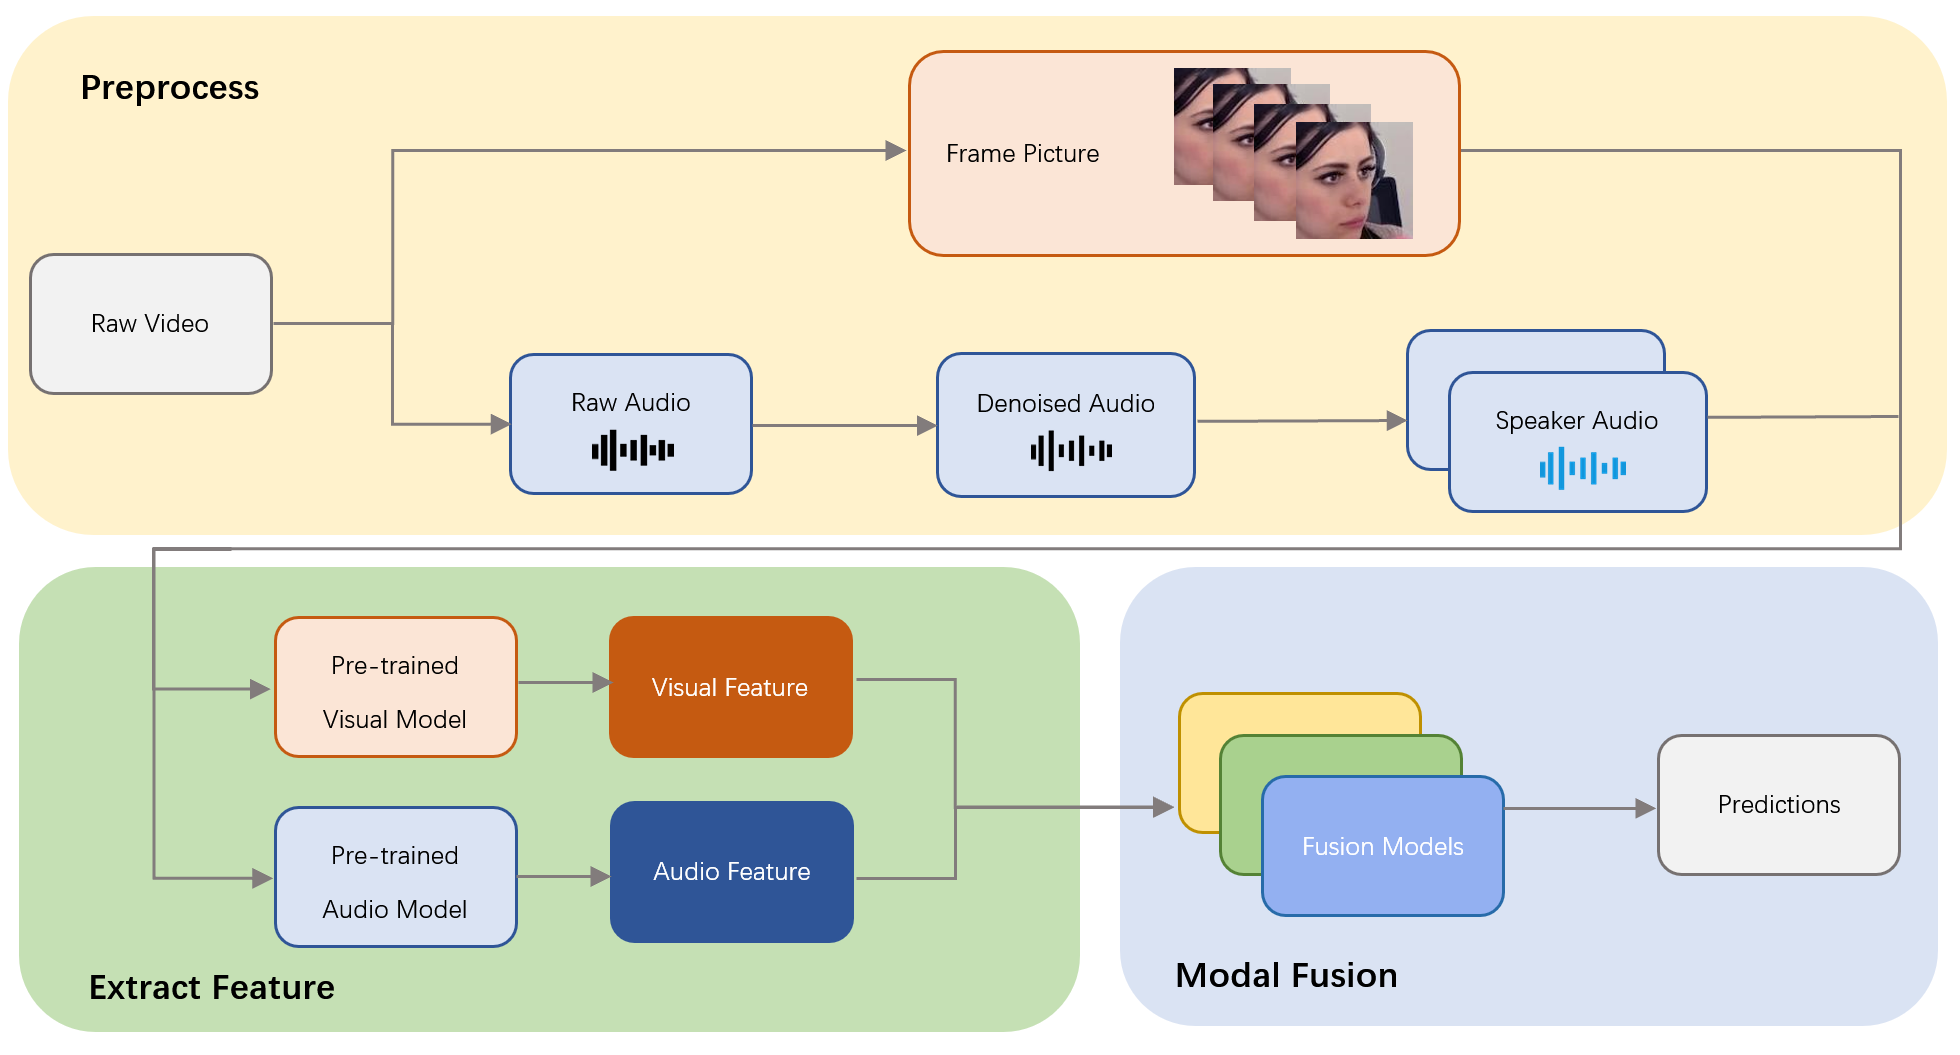 Preprocess
Frame Picture
Raw Video
Raw Audio
Denoised Audio
Speaker Audio
Pre-trained
Visual Model
Visual Feature
Pre-trained
Audio Model
Audio Feature
Extract Feature
Fusion Models
Predictions
Modal Fusion